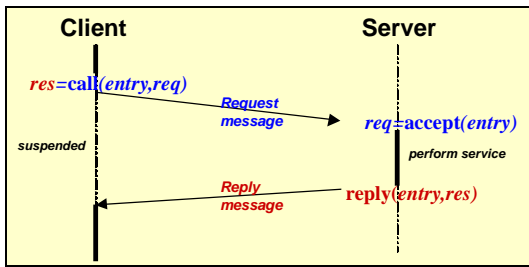 Client Server
res=call(entry,req)
Request
message
req=accept(entry)
suspended
perform service
Reply
message
reply(entry,res)